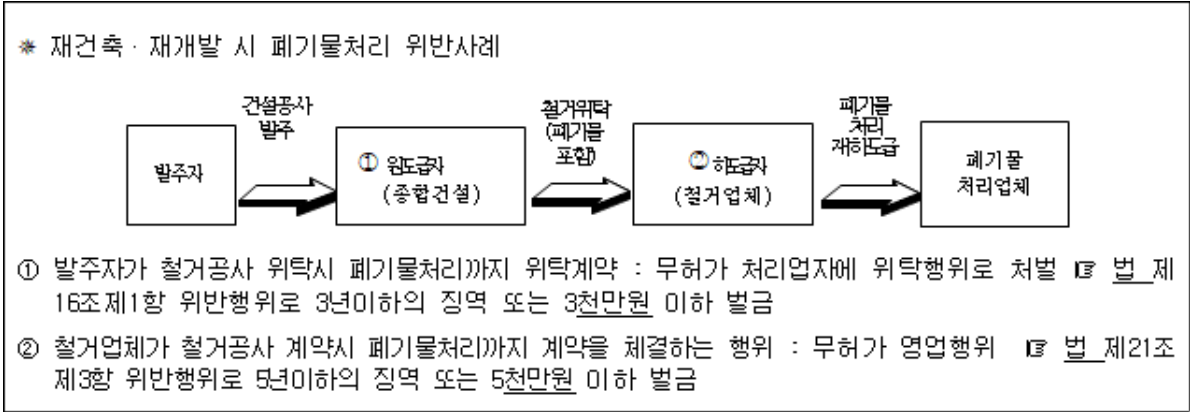 * 재건축·재개발 시 폐기물처리 위반사례
건설공사
발주
철거위탁
(폐기물
포함)
폐기물
처리
재하도급
발주자
① 원도급자
(종합건설)
② 하도급자
(철거업체)
폐기물
처리업체
① 발주자가 철거공사 위탁시 폐기물처리까지 위탁계약 : 무허가 처리업자에 위탁행위로 처벌 ☞ 법 제
16조제1항 위반행위로 3년이하의 징역 또는 3천만원 이하 벌금
② 철거업체가 철거공사 계약시 폐기물처리까지 계약을 체결하는 행위 : 무허가 영업행위 ☞ 법 제21조
제3항 위반행위로 5년이하의 징역 또는 5천만원 이하 벌금